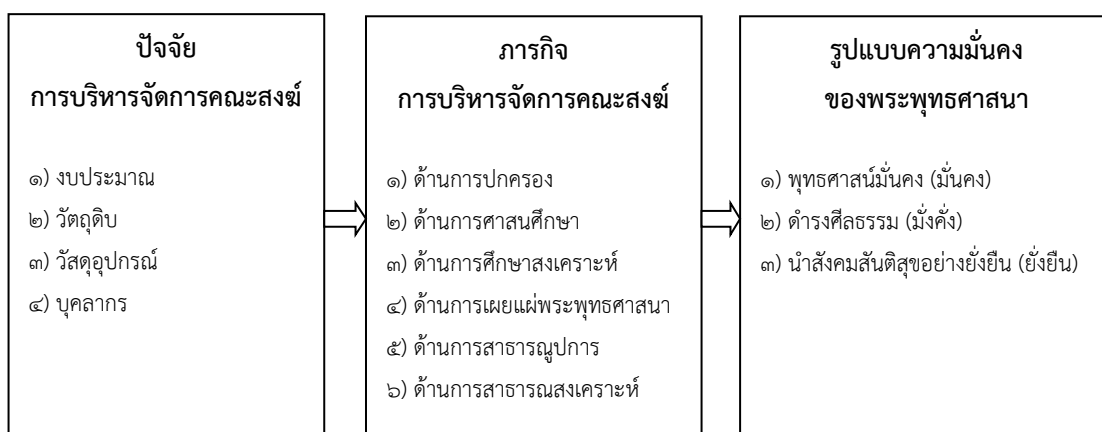 ปัจจัย
การบริหารจัดการคณะสงฆ์
๑) งบประมาณ
๒) วัตถุดิบ
๓) วัสดุอุปกรณ์
๔) บุคลากร
ภารกิจ
การบริหารจัดการคณะสงฆ์
๑) ด้านการปกครอง
๒) ด้านการศาสนศึกษา
๓) ด้านการศึกษาสงเคราะห์
๔) ด้านการเผยแผ่พระพุทธศาสนา
๕) ด้านการสาธารณูปการ
๖) ด้านการสาธารณสงเคราะห์
รูปแบบความมั่นคง
ของพระพุทธศาสนา
๑) พุทธศาสน์มั่นคง (มั่นคง)
๒) ดำรงศีลธรรม (มั่งคั่ง)
๓) นำสังคมสันติสุขอย่างยั่งยืน (ยั่งยืน)